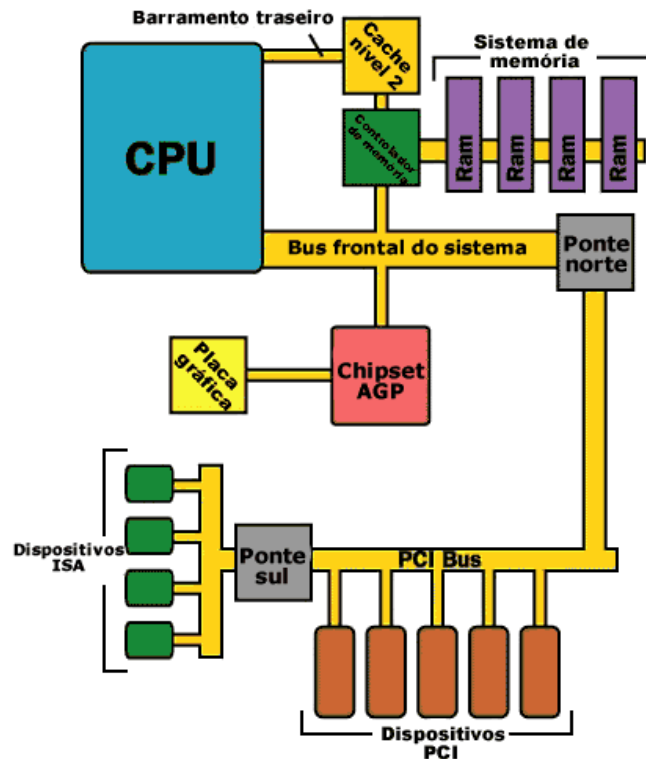 Barramento traseiro
Cache
nível 2
Sistema de
memória
CPU
Controlador
de memória
Ram
Ram
Ram
Ram
Bus frontal do sistema
Ponte
norte
Placa
gráfica
Chipset
AGP
Dispositivos
ISA
Ponte
sul
PCI Bus
Dispositivos
PCI